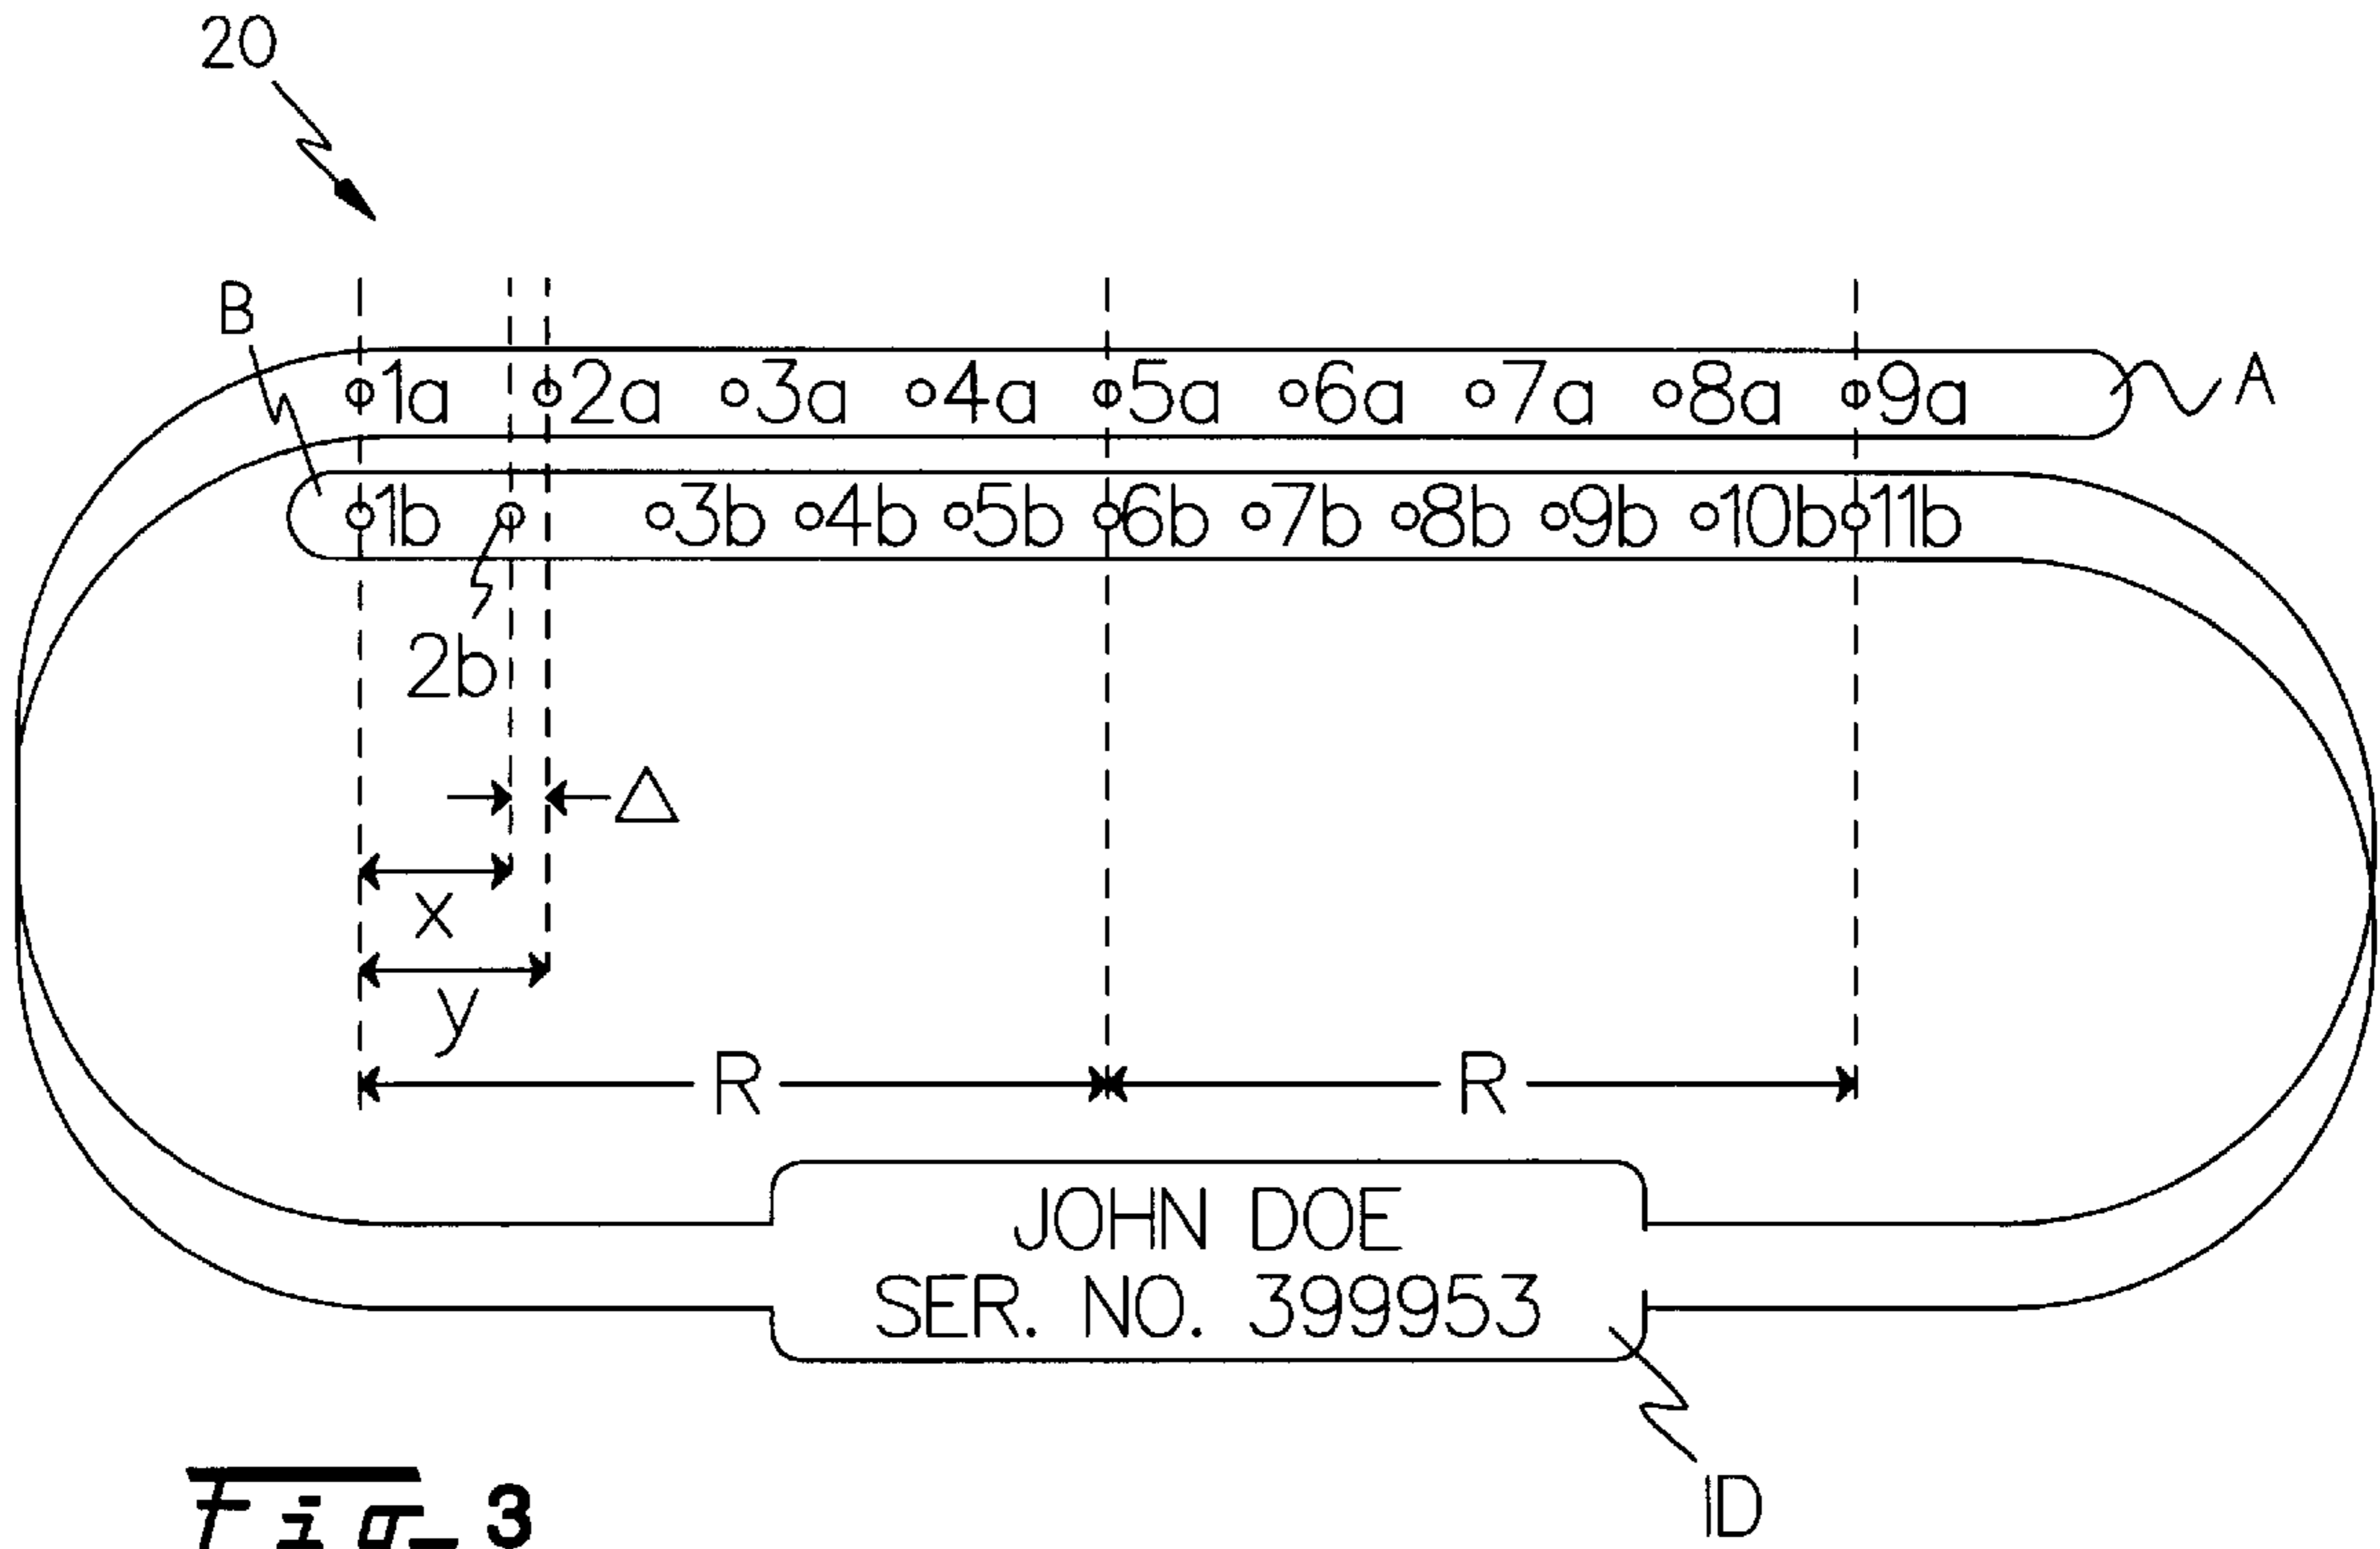 20
B
1a 2a 3a 4a 5a 6a 7a 8a 9a
A
1b 3b 4b 5b 6b 7b 8b 9b 10b 11b
2b
△
x
y
R R
JOHN DOE
SER. NO. 399953
ID
Fig_3